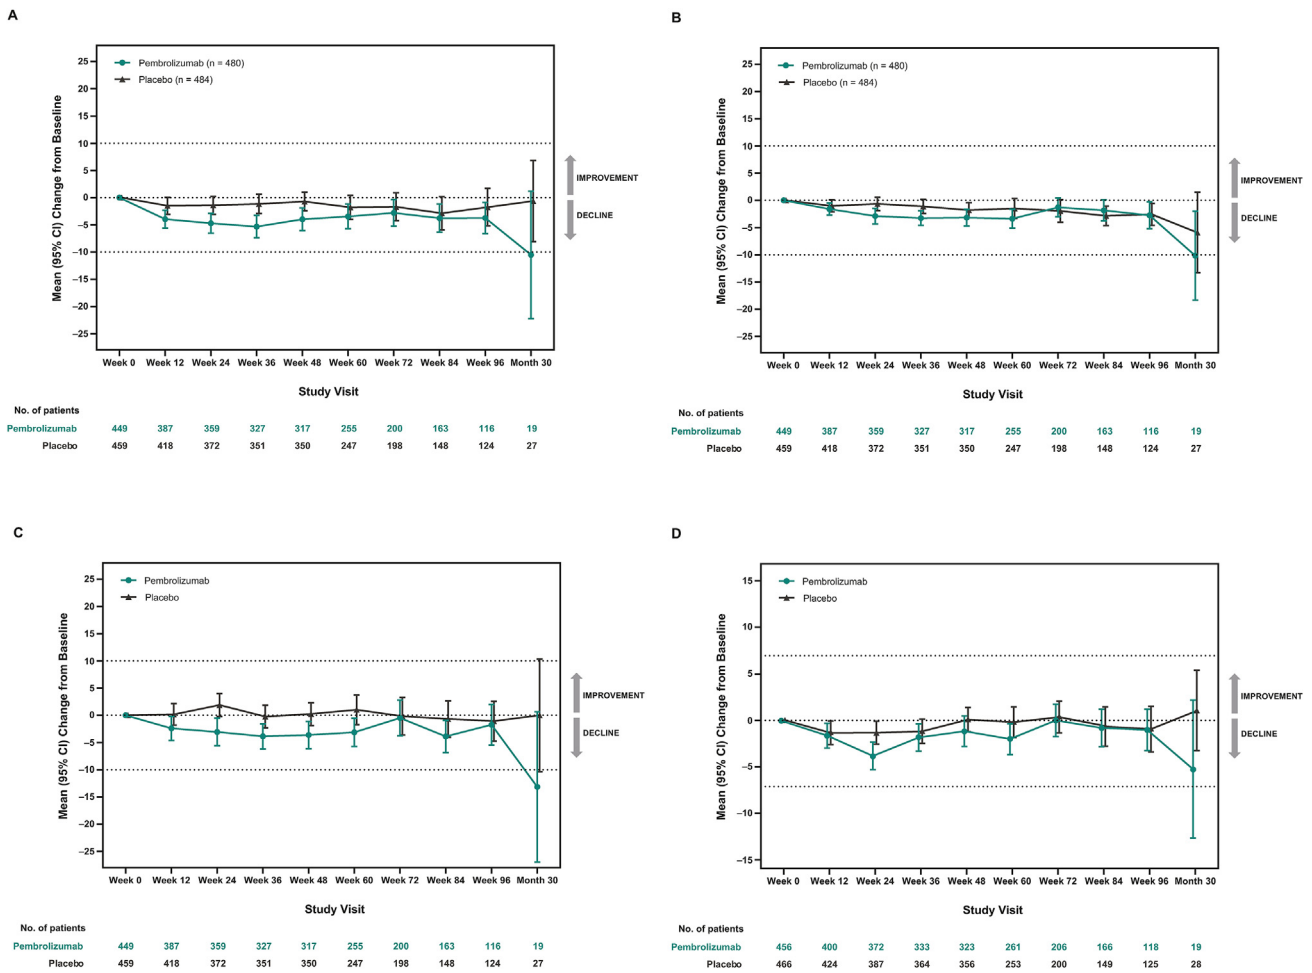 A
Pembrolizumab (n = 480)
Placebo (n = 484)
Mean (95% CI) Change from Baseline
25
20
15
10
5
0
–5
–10
–15
–20
–25
IMPROVEMENT
DECLINE
Week 0 Week 12 Week 24 Week 36 Week 48 Week 60 Week 72 Week 84 Week 96 Month 30
Study Visit
No. of patients
Pembrolizumab 449 387 359 327 317 255 200 163 116 19
Placebo 459 418 372 351 350 247 198 148 124 27
B
Pembrolizumab (n = 480)
Placebo (n = 484)
Mean (95% CI) Change from Baseline
25
20
15
10
5
0
–5
–10
–15
–20
–25
IMPROVEMENT
DECLINE
Week 0 Week 12 Week 24 Week 36 Week 48 Week 60 Week 72 Week 84 Week 96 Month 30
Study Visit
No. of patients
Pembrolizumab 449 387 359 327 317 255 200 163 116 19
Placebo 459 418 372 351 350 247 198 148 124 27
C
Pembrolizumab
Placebo
Mean (95% CI) Change from Baseline
25
20
15
10
5
0
–5
–10
–15
–20
–25
IMPROVEMENT
DECLINE
Week 0 Week 12 Week 24 Week 36 Week 48 Week 60 Week 72 Week 84 Week 96 Month 30
Study Visit
No. of patients
Pembrolizumab 449 387 359 327 317 255 200 163 116 19
Placebo 459 418 372 351 350 247 198 148 124 27
D
Pembrolizumab
Placebo
Mean (95% CI) Change from Baseline
15
10
5
0
–5
–10
–15
IMPROVEMENT
DECLINE
Week 0 Week 12 Week 24 Week 36 Week 48 Week 60 Week 72 Week 84 Week 96 Month 30
Study Visit
No. of patients
Pembrolizumab 456 400 372 333 323 261 206 166 118 19
Placebo 466 424 387 364 356 253 200 149 125 28